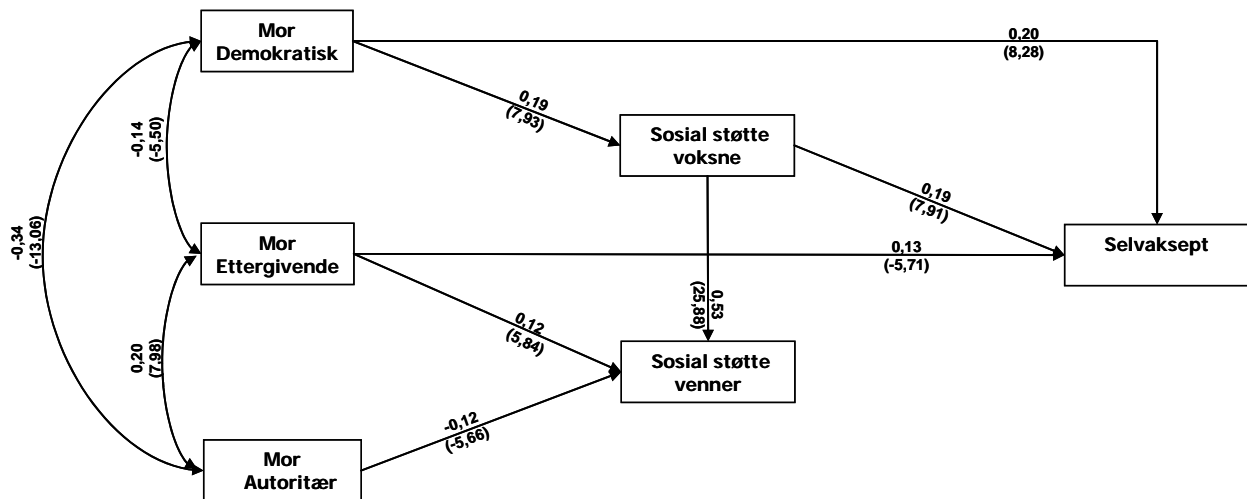 Mor
Demokratisk
0,20
(8,28)
0,19
(7,93)
-0,14
(-5,50)
Sosial støtte
voksne
0,19
(7,91)
-0,34
(-13,06)
Mor
Ettergivende
0,13
(-5,71)
Selvaksept
0,53
(25,88)
0,12
(5,84)
0,20
(7,98)
Sosial støtte
venner
-0,12
(-5,66)
Mor
Autoritær